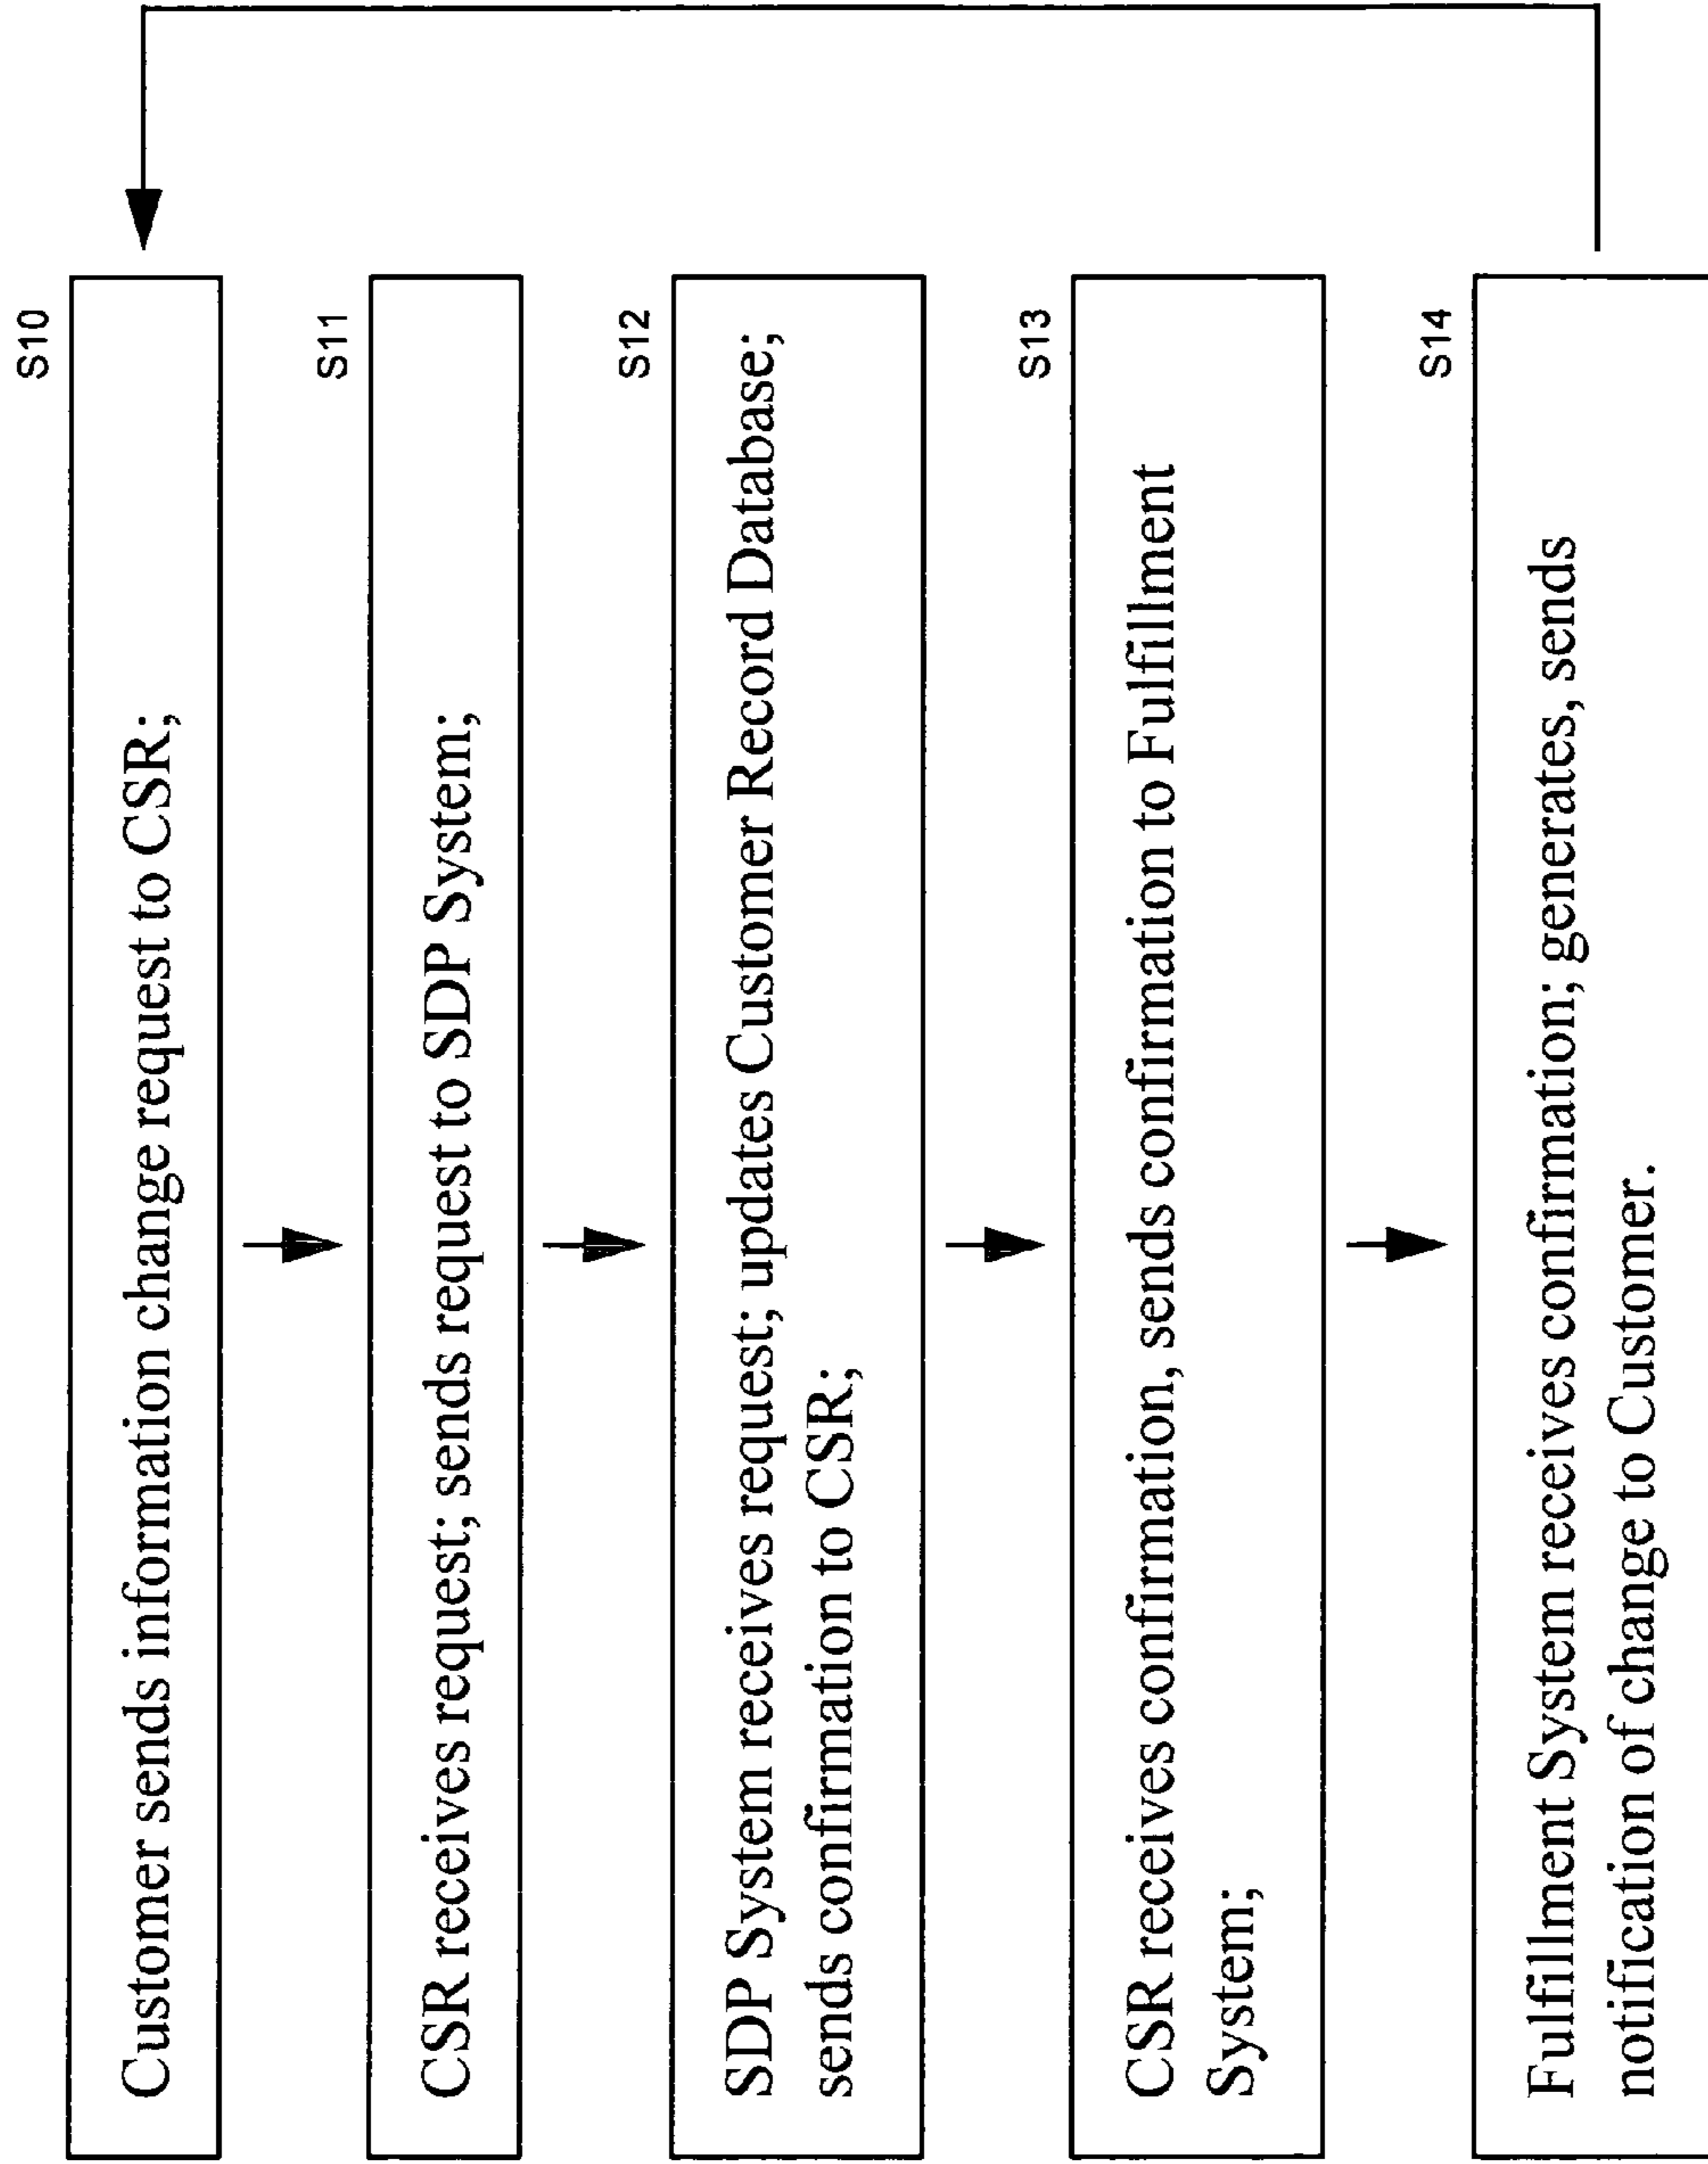 S10
Customer sends information change request to CSR;
S11
CSR receives request; sends request to SDP System;
S12
SDP System receives request; updates Customer Record Database;
sends confirmation to CSR;
S13
CSR receives confirmation, sends confirmation to Fulfillment
System;
S14
Fulfillment System receives confirmation; generates, sends
notification of change to Customer.